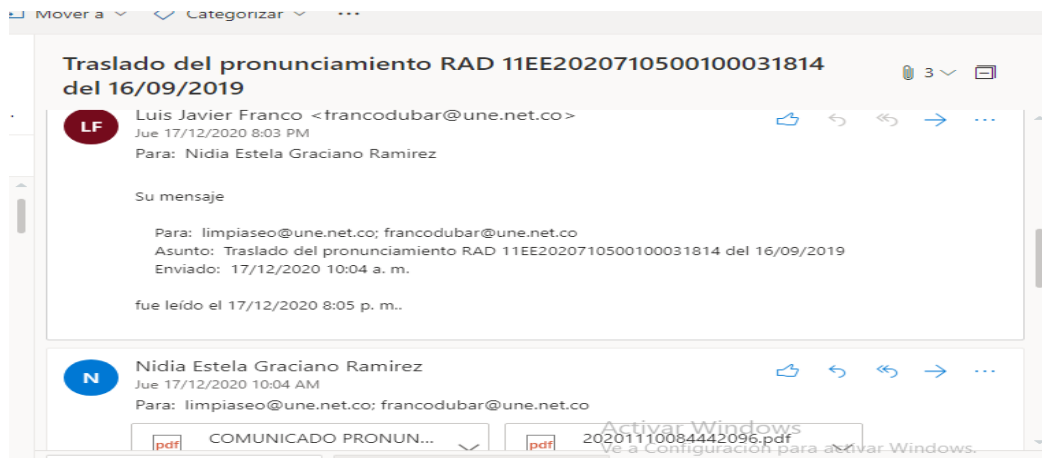 Mover a
Categorizar
...
Traslado del pronunciamiento RAD 11EE2020710500100031814
del 16/09/2019
3
LF
Luis Javier Franco <francodubar@une.net.co>
Jue 17/12/2020 8:03 PM
Para: Nidia Estela Graciano Ramirez
Su mensaje
Para: limpiaseo@une.net.co; francodubar@une.net.co
Asunto: Traslado del pronunciamiento RAD 11EE2020710500100031814 del 16/09/2019
Enviado: 17/12/2020 10:04 a. m.
fue leído el 17/12/2020 8:05 p. m..
N
Nidia Estela Graciano Ramirez
Jue 17/12/2020 10:04 AM
Para: limpiaseo@une.net.co; francodubar@une.net.co
pdf COMUNICADO PRONUN...
pdf 20201110084442096.pdf
Activar Windows
Ve a Configuración para activar Windows.